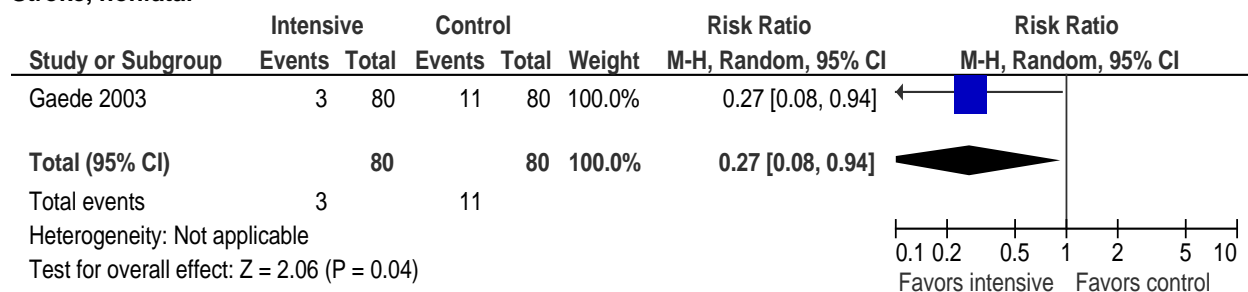 Intensive Control Risk Ratio Risk Ratio
Study or Subgroup Events Total Events Total Weight M-H, Random, 95% CI M-H, Random, 95% CI
Gaede 2003 3 80 11 80 100.0% 0.27 [0.08, 0.94]
Total (95% CI) 80 80 100.0% 0.27 [0.08, 0.94]
Total events 3 11
Heterogeneity: Not applicable
Test for overall effect: Z = 2.06 (P = 0.04)
0.1 0.2 0.5 1 2 5 10
Favors intensive Favors control